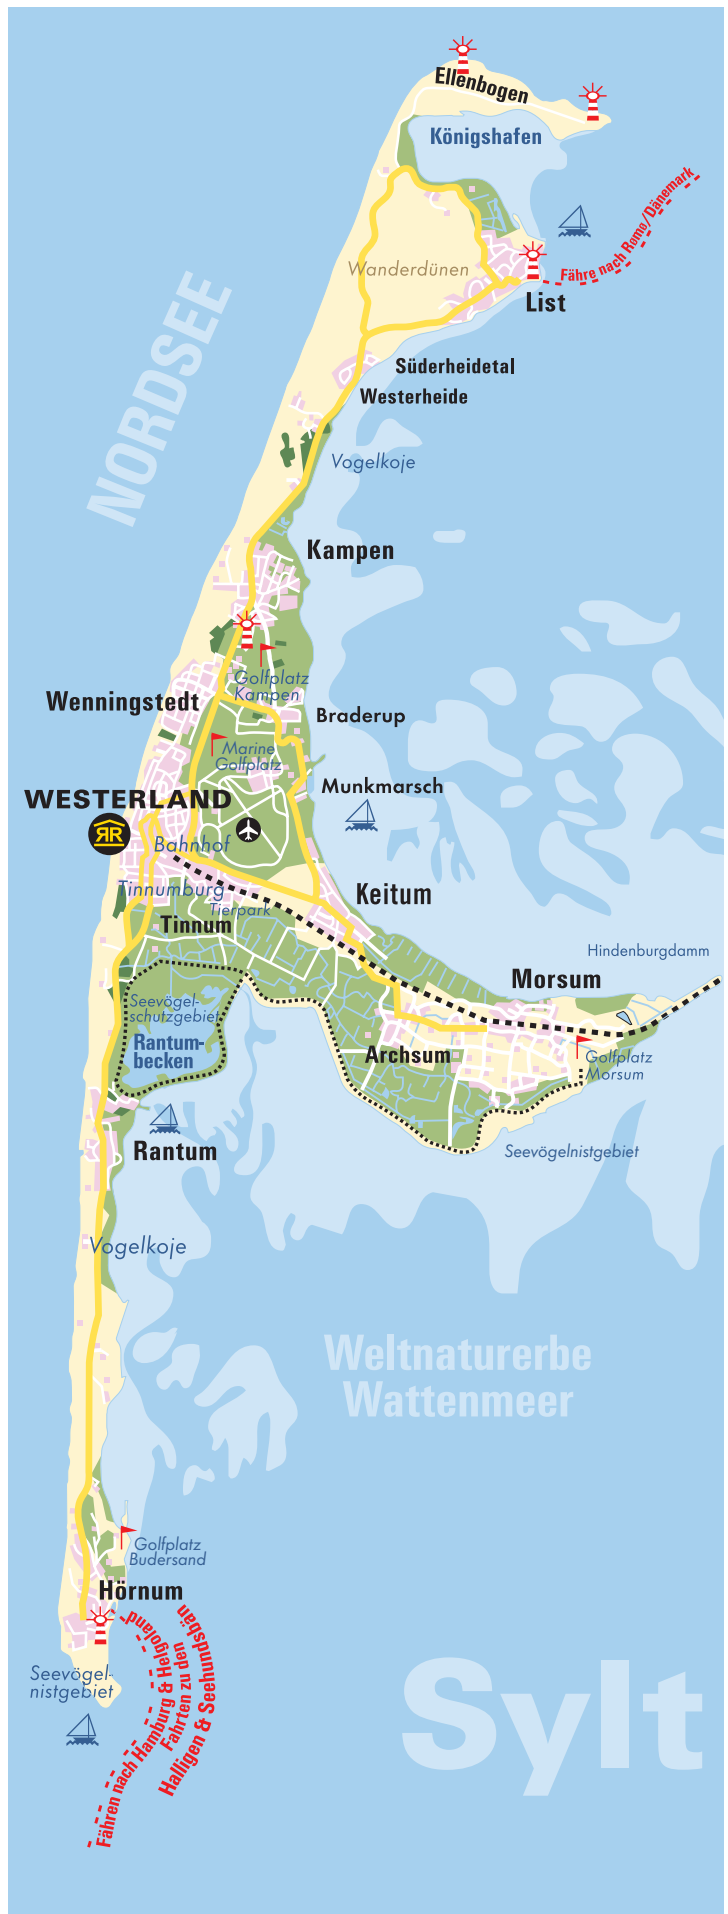 Ellenbogen
Königshafen
Fähre nach Rømø/Dänemark
Wanderdünen
List
NORDSEE
Süderheidetal
Westerheide
Vogelkoje
Kampen
Golfplatz
Kampen
Wenningstedt
Braderup
Marine
Golfplatz
Munkmarsch
WESTERLAND
RR
Bahnhof
Tinnumburg
Keitum
Tierpark
Tinnum
Hindenburgdamm
Morsum
Seevögel-
schutzgebiet
Rantum-
becken
Archsum
Golfplatz
Morsum
Rantum
Seevögelnistgebiet
Vogelkoje
Weltnaturerbe
Wattenmeer
Golfplatz
Budersand
Hörnum
Seevögel-
nistgebiet
Fähren nach Hamburg & Helgoland
Fahrten zu den
Halligen & Seehundsbän
Sylt